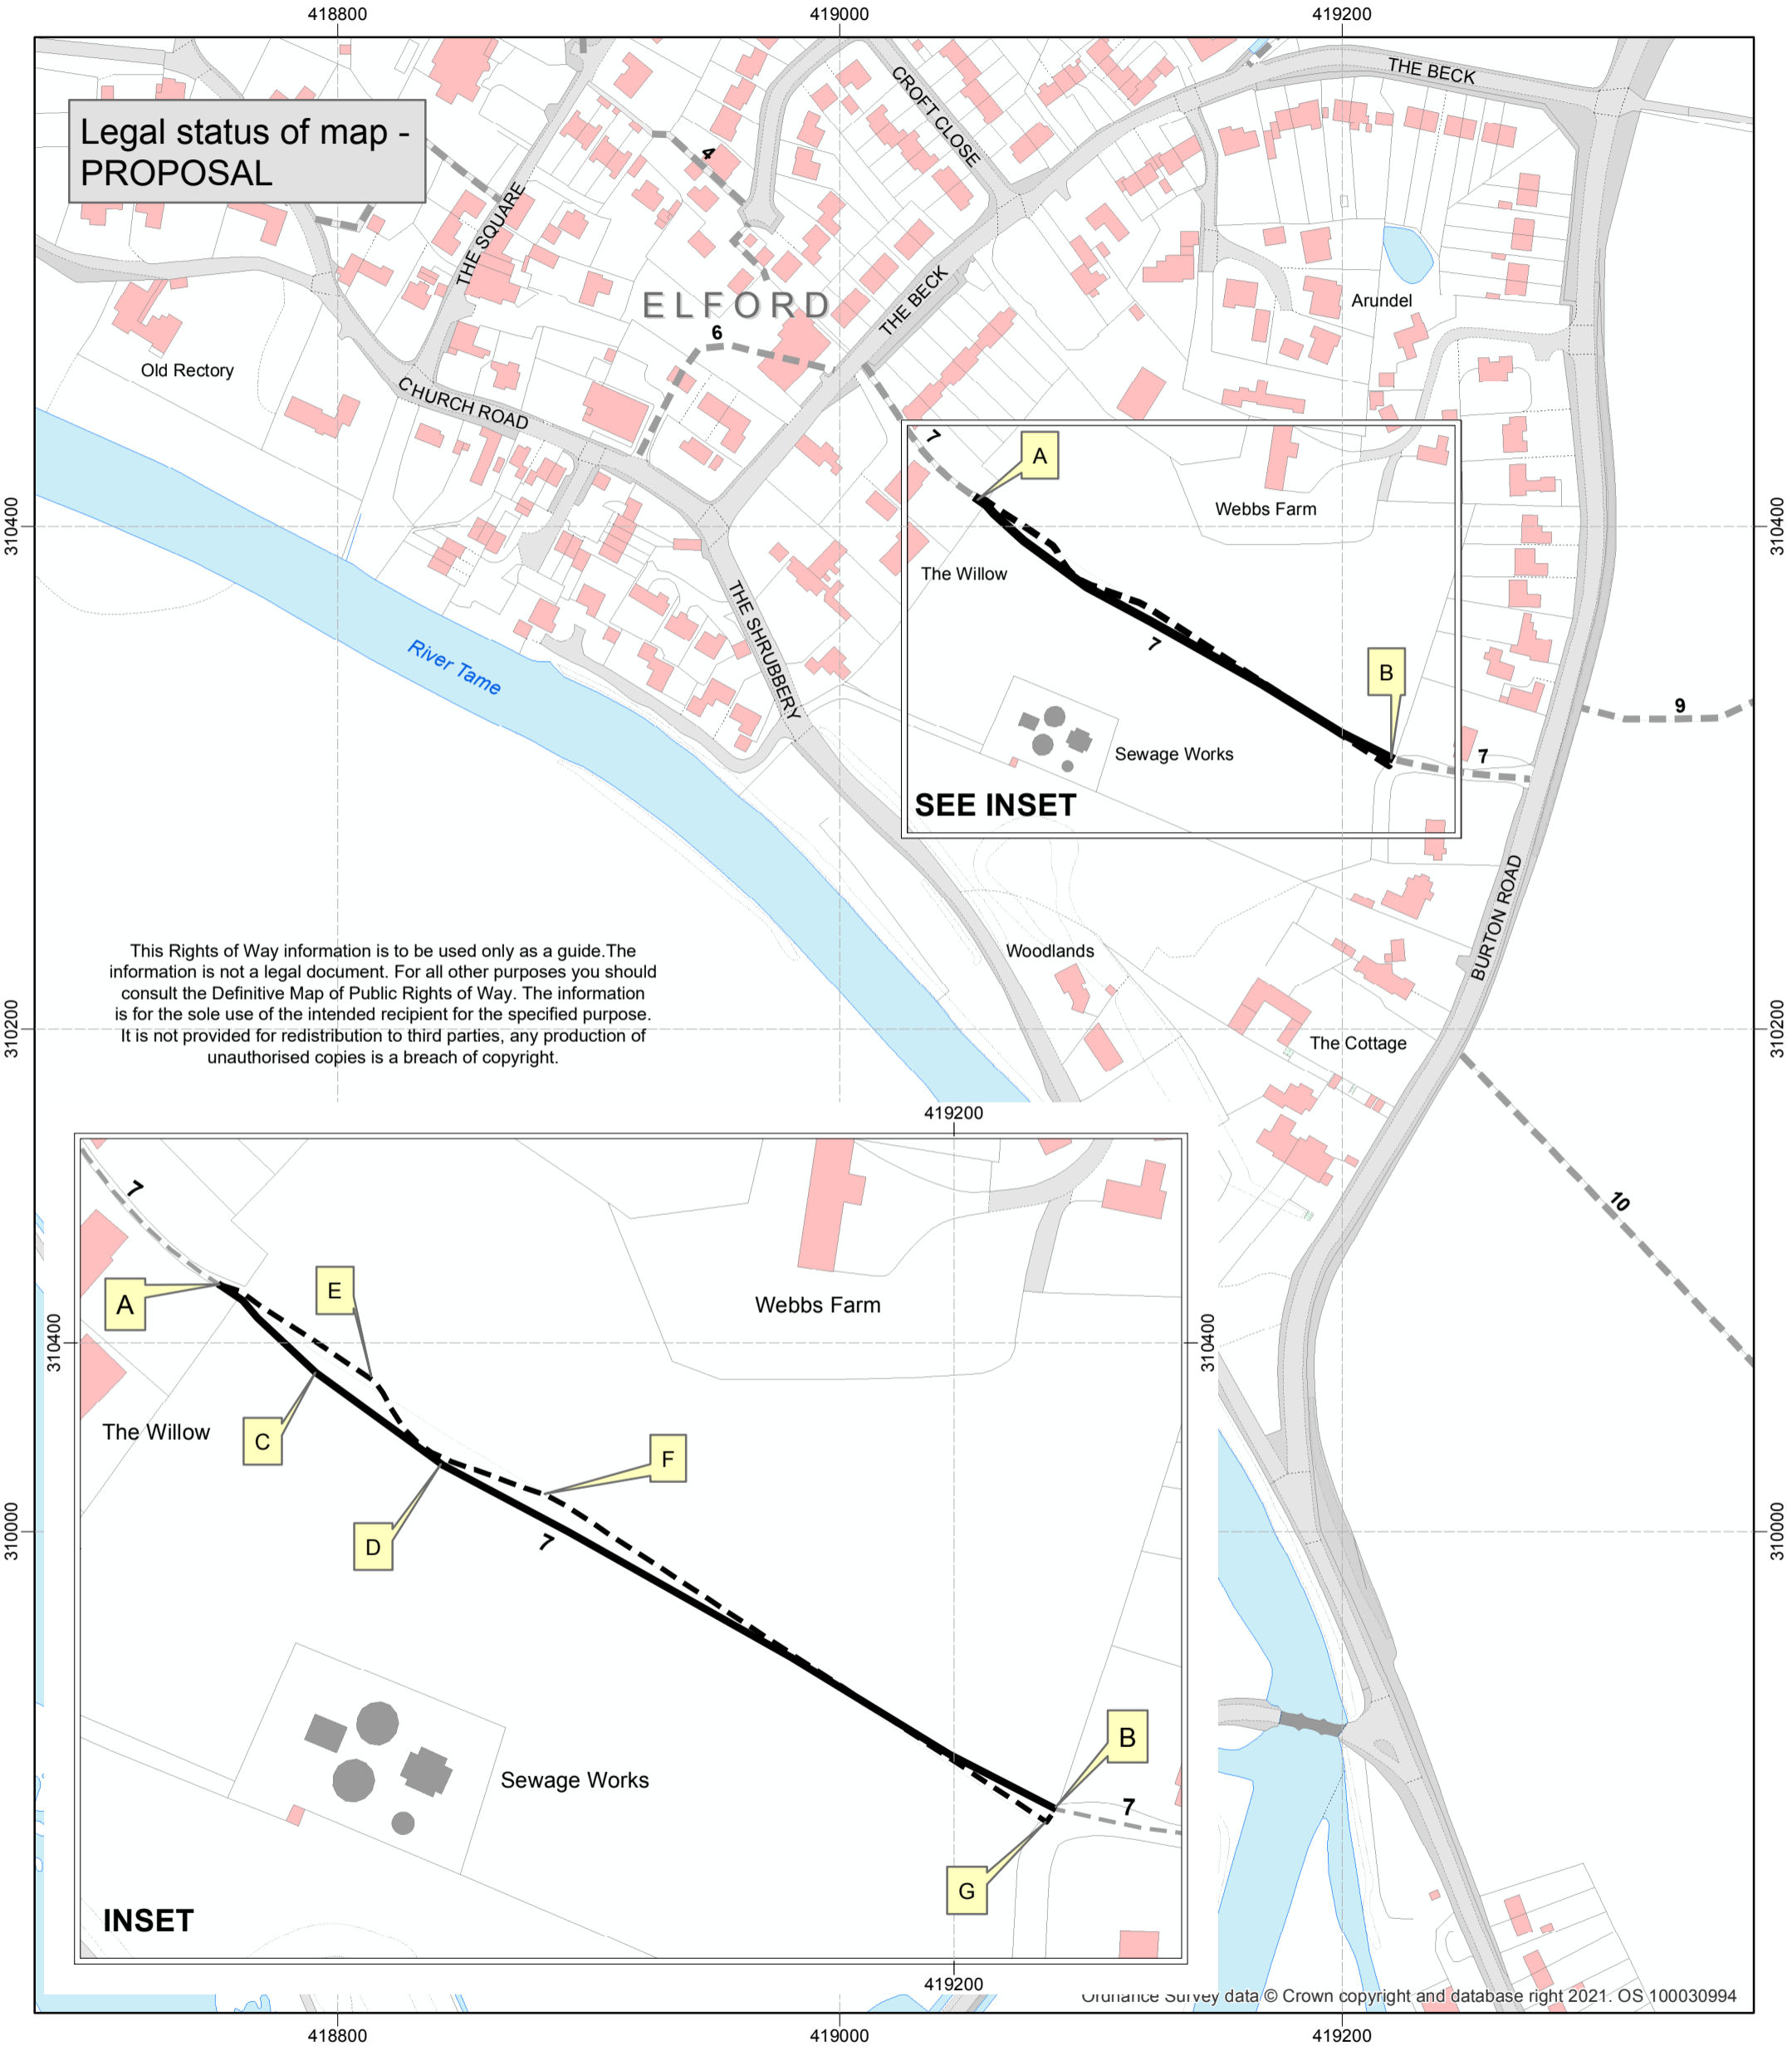 418800
419000
419200
THE BECK
CROFT CLOSE
Legal status of map -
PROPOSAL
4
THE SQUARE
THE BECK
ELFORD
Arundel
6
Old Rectory
CHURCH ROAD
7
A
310400
310400
Webbs Farm
The Willow
THE SHRUBBERY
River Tame
7
B
9
Sewage Works
7
SEE INSET
BURTON ROAD
Woodlands
This Rights of Way information is to be used only as a guide.The
information is not a legal document. For all other purposes you should
consult the Definitive Map of Public Rights of Way. The information
is for the sole use of the intended recipient for the specified purpose.
It is not provided for redistribution to third parties, any production of
unauthorised copies is a breach of copyright.
310200
310200
The Cottage
419200
7
10
E
A
Webbs Farm
310400
310400
The Willow
C
F
D
7
310000
310000
B
Sewage Works
7
G
INSET
419200
Ordnance Survey data © Crown copyright and database right 2021. OS 100030994
418800
419000
419200